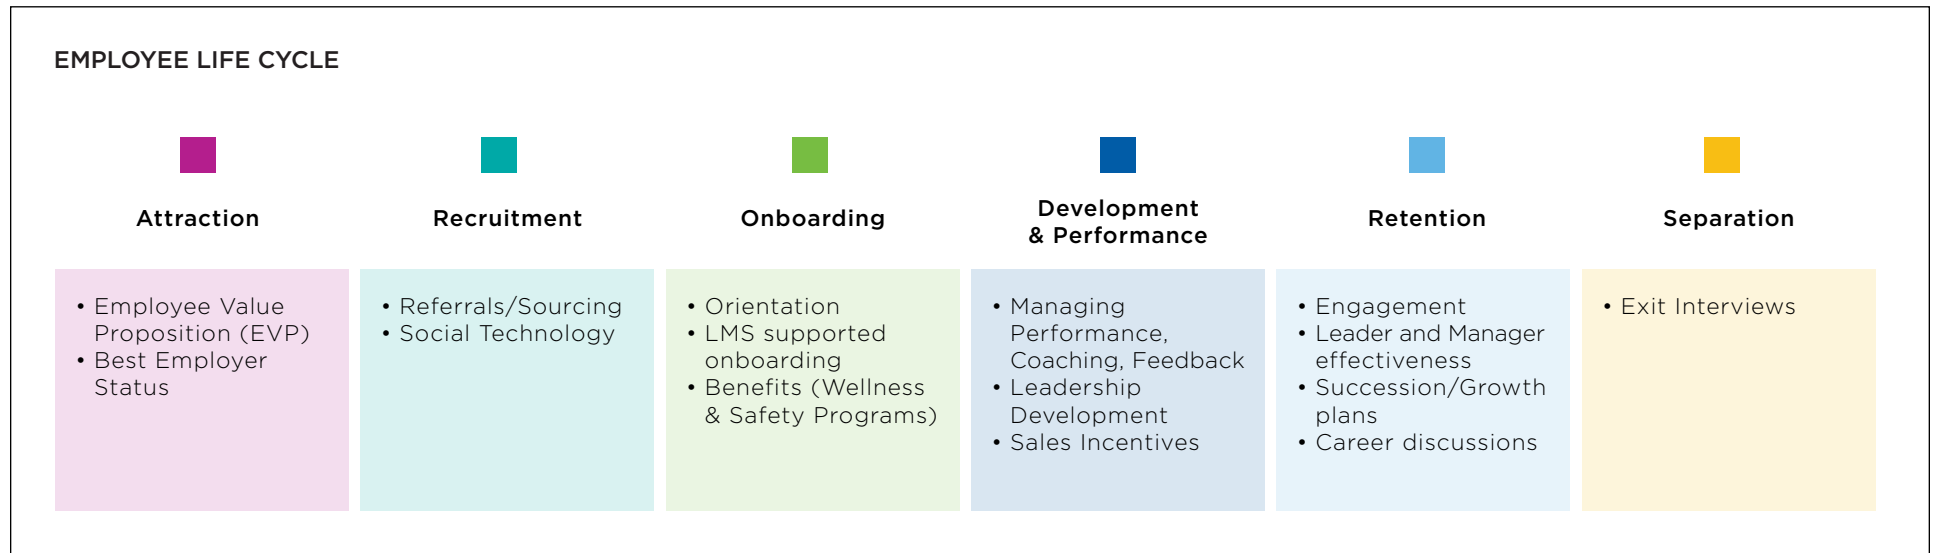 EMPLOYEE LIFE CYCLE
Attraction
• Employee Value
Proposition (EVP)
• Best Employer
Status
Recruitment
• Referrals/Sourcing
• Social Technology
Onboarding
• Orientation
• LMS supported
onboarding
• Benefits (Wellness
& Safety Programs)
Development
& Performance
• Managing
Performance,
Coaching, Feedback
• Leadership
Development
• Sales Incentives
Retention
• Engagement
• Leader and Manager
effectiveness
• Succession/Growth
plans
• Career discussions
Separation
• Exit Interviews